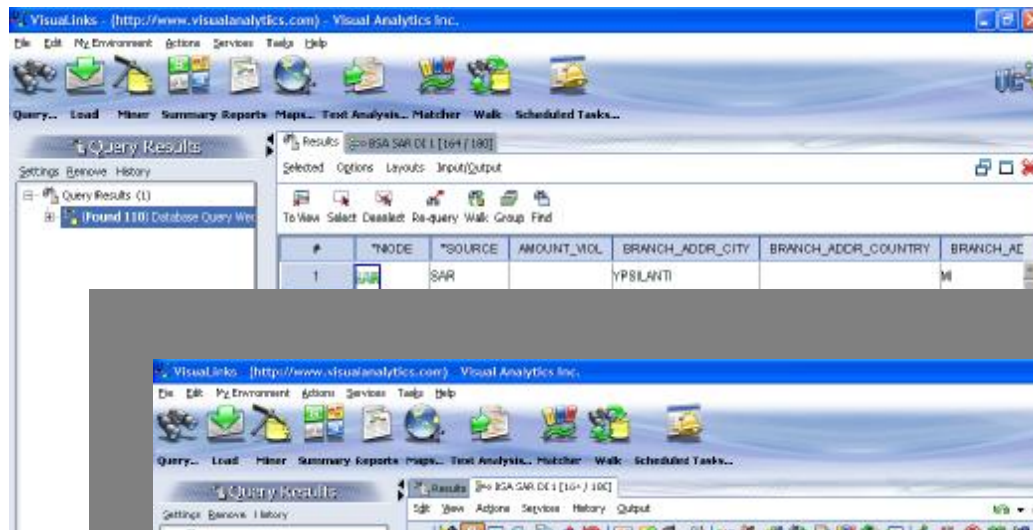 VisuaLinks - (http://www.visualanalytics.com) - Visual Analytics Inc.
File Edit My Environment Actions Services Tasks Help
Query... Load Miner Summary Reports Maps... Text Analysis... Matcher Walk Scheduled Tasks...
Query Results
Results BSA SAR DI 1 [164 / 180]
Settings Remove History
Selected Options Layouts Input/Output
Query Results (1)
(Found 110) Database Query
To View Select Deselect Re-query Walk Group Find
# *NODE *SOURCE AMOUNT_VIOL BRANCH_ADDR_CITY BRANCH_ADDR_COUNTRY BRANCH_AD
1 SAR SAR YPSILANTI MI
VisuaLinks - (http://www.visualanalytics.com) - Visual Analytics Inc.
File Edit My Environment Actions Services Tasks Help
Query... Load Miner Summary Reports Maps... Text Analysis... Matcher Walk Scheduled Tasks...
Query Results
Results BSA SAR DI 1 [164 / 180]
Settings Remove History
Edit View Actions Services History Output N/A